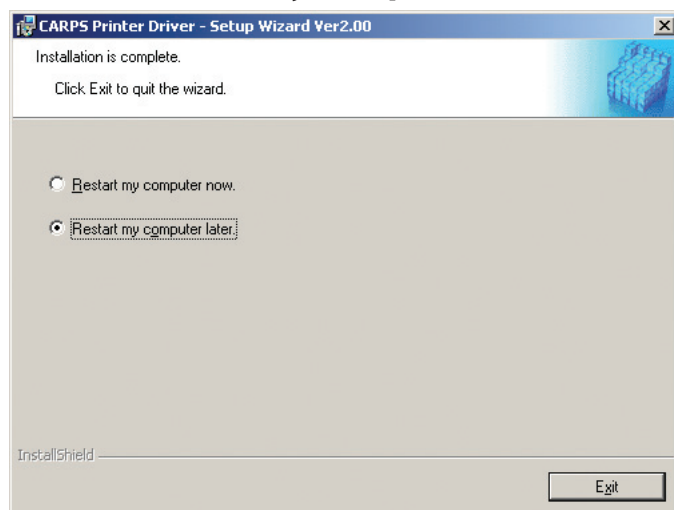 CARPS Printer Driver - Setup Wizard Ver2.00
Installation is complete.
Click Exit to quit the wizard.
Restart my computer now.
Restart my computer later.
InstallShield
Exit